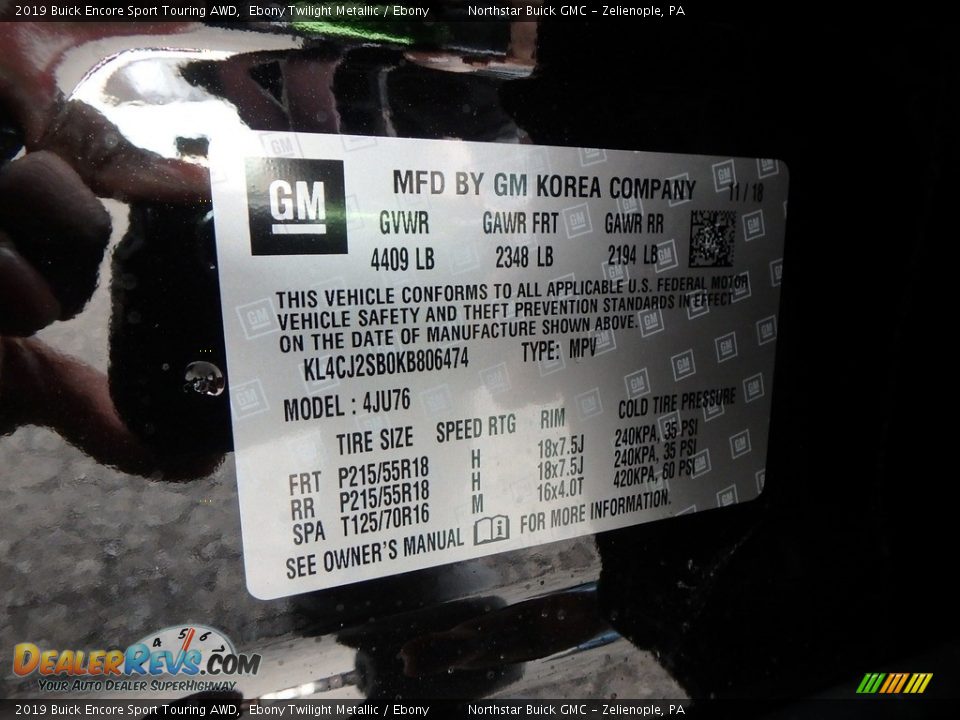 2019 Buick Encore Sport Touring AWD, Ebony Twilight Metallic / Ebony Northstar Buick GMC - Zelienople, PA
GM MFD BY GM KOREA COMPANY 11/18
GVWR GAWR FRT GAWR RR
4409 LB 2348 LB 2194 LB
THIS VEHICLE CONFORMS TO ALL APPLICABLE U.S. FEDERAL MOTOR
VEHICLE SAFETY AND THEFT PREVENTION STANDARDS IN EFFECT
ON THE DATE OF MANUFACTURE SHOWN ABOVE.
KL4CJ2SB0KB806474 TYPE: MPV
MODEL : 4JU76
TIRE SIZE SPEED RTG RIM COLD TIRE PRESSURE
FRT P215/55R18 H 18x7.5J 240KPA, 35 PSI
RR P215/55R18 H 18x7.5J 240KPA, 35 PSI
SPA T125/70R16 M 16x4.0T 420KPA, 60 PSI
SEE OWNER'S MANUAL i FOR MORE INFORMATION.
4 5 6
DEALERREVS.COM
YOUR AUTO DEALER SUPERHIGHWAY
2019 Buick Encore Sport Touring AWD, Ebony Twilight Metallic / Ebony Northstar Buick GMC - Zelienople, PA